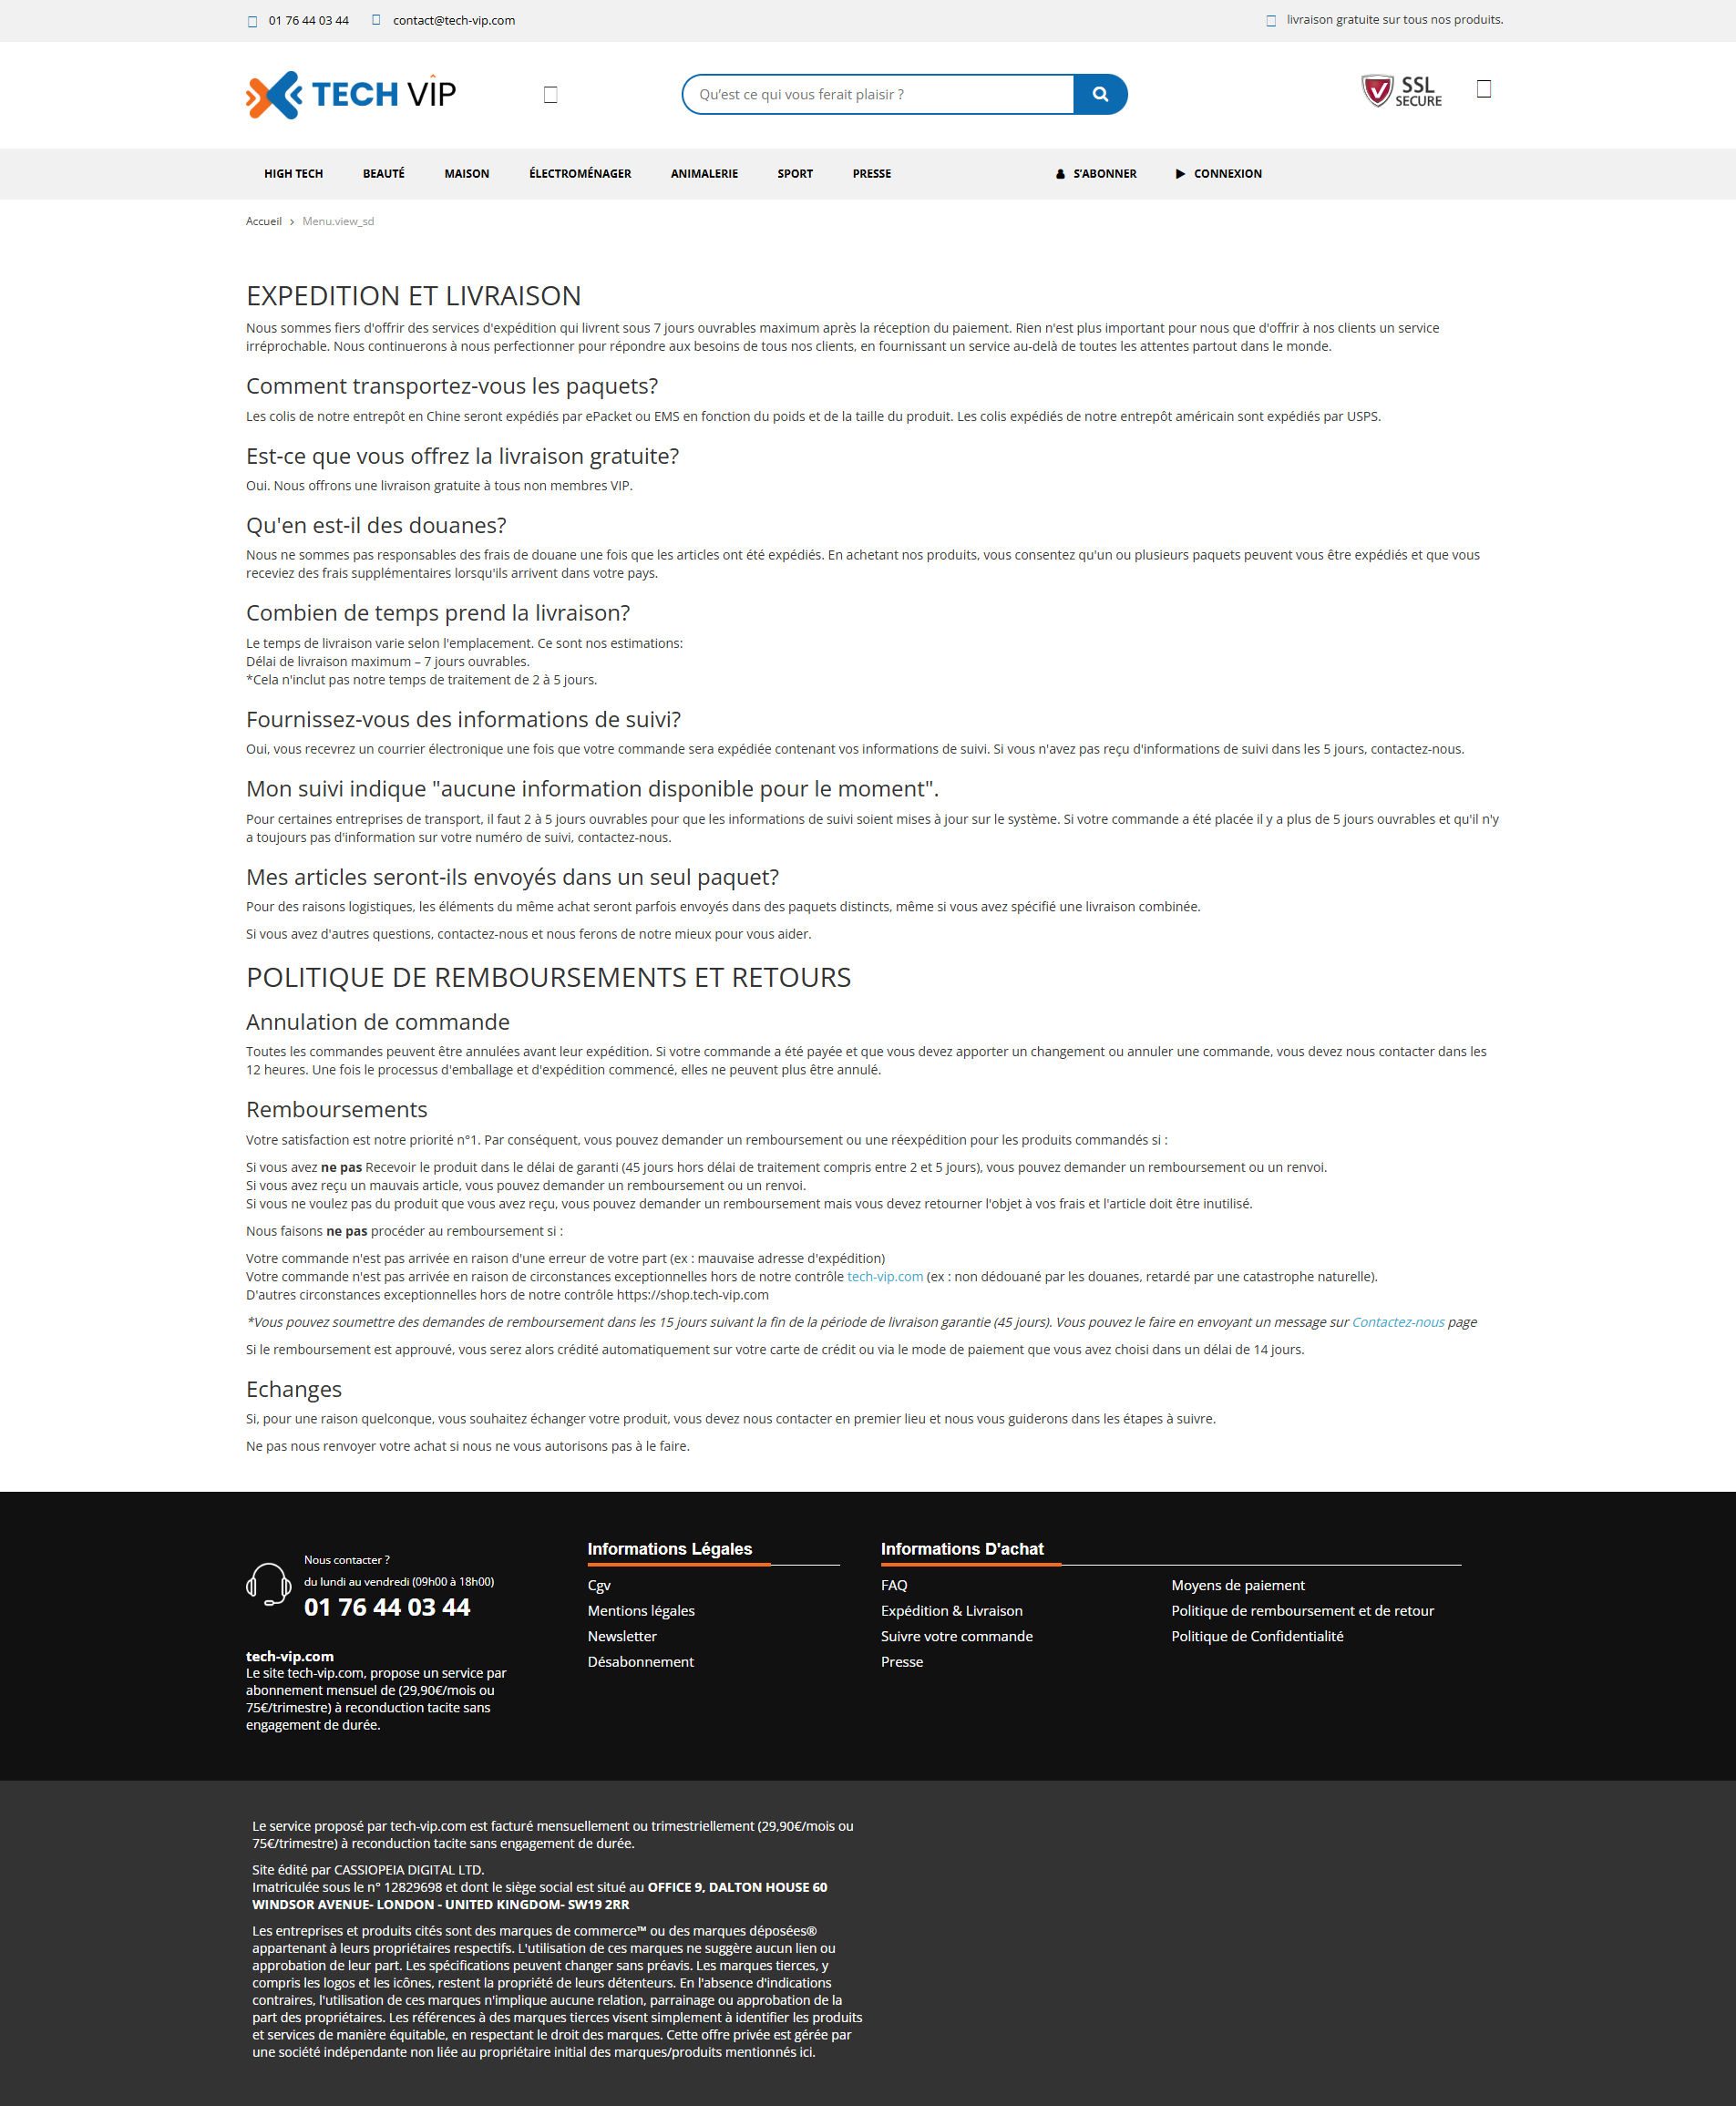 01 76 44 03 44 contact@tech-vip.com livraison gratuite sur tous nos produits.
TECH VIP
Qu’est ce qui vous ferait plaisir ?
SSL
SECURE
HIGH TECH BEAUTÉ MAISON ÉLECTROMÉNAGER ANIMALERIE SPORT PRESSE S’ABONNER CONNEXION
Accueil > Menu.view_sd
EXPEDITION ET LIVRAISON
Nous sommes fiers d'offrir des services d'expédition qui livrent sous 7 jours ouvrables maximum après la réception du paiement. Rien n'est plus important pour nous que d'offrir à nos clients un service
irréprochable. Nous continuerons à nous perfectionner pour répondre aux besoins de tous nos clients, en fournissant un service au-delà de toutes les attentes partout dans le monde.
Comment transportez-vous les paquets?
Les colis de notre entrepôt en Chine seront expédiés par ePacket ou EMS en fonction du poids et de la taille du produit. Les colis expédiés de notre entrepôt américain sont expédiés par USPS.
Est-ce que vous offrez la livraison gratuite?
Oui. Nous offrons une livraison gratuite à tous non membres VIP.
Qu'en est-il des douanes?
Nous ne sommes pas responsables des frais de douane une fois que les articles ont été expédiés. En achetant nos produits, vous consentez qu'un ou plusieurs paquets peuvent vous être expédiés et que vous
receviez des frais supplémentaires lorsqu'ils arrivent dans votre pays.
Combien de temps prend la livraison?
Le temps de livraison varie selon l'emplacement. Ce sont nos estimations:
Délai de livraison maximum – 7 jours ouvrables.
*Cela n'inclut pas notre temps de traitement de 2 à 5 jours.
Fournissez-vous des informations de suivi?
Oui, vous recevrez un courrier électronique une fois que votre commande sera expédiée contenant vos informations de suivi. Si vous n'avez pas reçu d'informations de suivi dans les 5 jours, contactez-nous.
Mon suivi indique "aucune information disponible pour le moment".
Pour certaines entreprises de transport, il faut 2 à 5 jours ouvrables pour que les informations de suivi soient mises à jour sur le système. Si votre commande a été placée il y a plus de 5 jours ouvrables et qu'il n'y
a toujours pas d'information sur votre numéro de suivi, contactez-nous.
Mes articles seront-ils envoyés dans un seul paquet?
Pour des raisons logistiques, les éléments du même achat seront parfois envoyés dans des paquets distincts, même si vous avez spécifié une livraison combinée.
Si vous avez d'autres questions, contactez-nous et nous ferons de notre mieux pour vous aider.
POLITIQUE DE REMBOURSEMENTS ET RETOURS
Annulation de commande
Toutes les commandes peuvent être annulées avant leur expédition. Si votre commande a été payée et que vous devez apporter un changement ou annuler une commande, vous devez nous contacter dans les
12 heures. Une fois le processus d'emballage et d'expédition commencé, elles ne peuvent plus être annulé.
Remboursements
Votre satisfaction est notre priorité n°1. Par conséquent, vous pouvez demander un remboursement ou une réexpédition pour les produits commandés si :
Si vous avez ne pas Recevoir le produit dans le délai de garanti (45 jours hors délai de traitement compris entre 2 et 5 jours), vous pouvez demander un remboursement ou un renvoi.
Si vous avez reçu un mauvais article, vous pouvez demander un remboursement ou un renvoi.
Si vous ne voulez pas du produit que vous avez reçu, vous pouvez demander un remboursement mais vous devez retourner l'objet à vos frais et l'article doit être inutilisé.
Nous faisons ne pas procéder au remboursement si :
Votre commande n'est pas arrivée en raison d'une erreur de votre part (ex : mauvaise adresse d'expédition)
Votre commande n'est pas arrivée en raison de circonstances exceptionnelles hors de notre contrôle tech-vip.com (ex : non dédouané par les douanes, retardé par une catastrophe naturelle).
D'autres circonstances exceptionnelles hors de notre contrôle https://shop.tech-vip.com
*Vous pouvez soumettre des demandes de remboursement dans les 15 jours suivant la fin de la période de livraison garantie (45 jours). Vous pouvez le faire en envoyant un message sur Contactez-nous page
Si le remboursement est approuvé, vous serez alors crédité automatiquement sur votre carte de crédit ou via le mode de paiement que vous avez choisi dans un délai de 14 jours.
Echanges
Si, pour une raison quelconque, vous souhaitez échanger votre produit, vous devez nous contacter en premier lieu et nous vous guiderons dans les étapes à suivre.
Ne pas nous renvoyer votre achat si nous ne vous autorisons pas à le faire.
Nous contacter ?
du lundi au vendredi (09h00 à 18h00)
01 76 44 03 44
tech-vip.com
Le site tech-vip.com, propose un service par
abonnement mensuel de (29,90€/mois ou
75€/trimestre) à reconduction tacite sans
engagement de durée.
Informations Légales
Cgv
Mentions légales
Newsletter
Désabonnement
Informations D'achat
FAQ
Expédition & Livraison
Suivre votre commande
Presse
Moyens de paiement
Politique de remboursement et de retour
Politique de Confidentialité
Le service proposé par tech-vip.com est facturé mensuellement ou trimestriellement (29,90€/mois ou
75€/trimestre) à reconduction tacite sans engagement de durée.
Site édité par CASSIOPEIA DIGITAL LTD.
Imatriculée sous le n° 12829698 et dont le siège social est situé au OFFICE 9, DALTON HOUSE 60
WINDSOR AVENUE- LONDON - UNITED KINGDOM- SW19 2RR
Les entreprises et produits cités sont des marques de commerce™ ou des marques déposées®
appartenant à leurs propriétaires respectifs. L'utilisation de ces marques ne suggère aucun lien ou
approbation de leur part. Les spécifications peuvent changer sans préavis. Les marques tierces, y
compris les logos et les icônes, restent la propriété de leurs détenteurs. En l'absence d'indications
contraires, l'utilisation de ces marques n'implique aucune relation, parrainage ou approbation de la
part des propriétaires. Les références à des marques tierces visent simplement à identifier les produits
et services de manière équitable, en respectant le droit des marques. Cette offre privée est gérée par
une société indépendante non liée au propriétaire initial des marques/produits mentionnés ici.